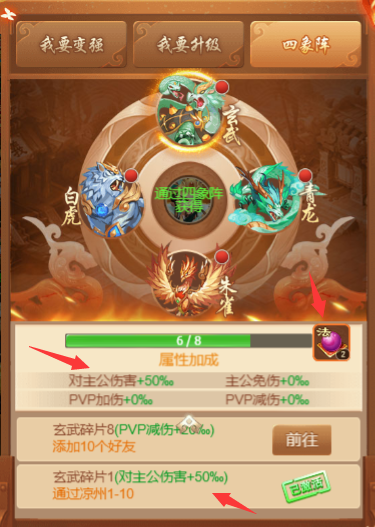 我要变强
我要升级
四象阵
玄武
白虎
通过四象阵
获得
青龙
朱雀
6/8
法
2
属性加成
对主公伤害+50‰
主公免伤+0‰
PVP加伤+0‰
PVP减伤+0‰
玄武碎片8(PVP减伤+20‰)
添加10个好友
前往
玄武碎片1(对主公伤害+50‰)
通过凉州1-10
已激活